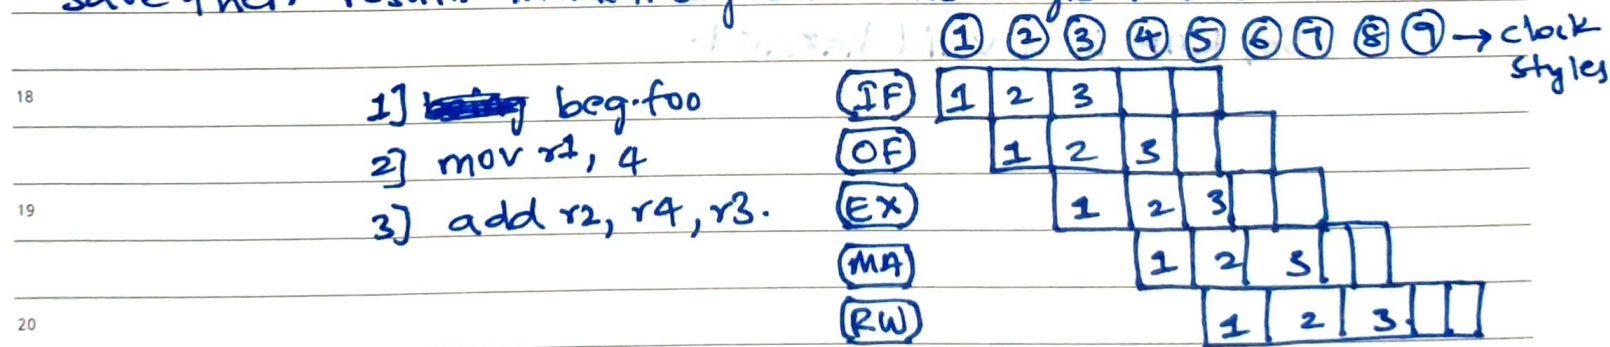 ① ② ③ ④ ⑤ ⑥ ⑦ ⑧ ⑨ → clock
styles
18 1] beg.foo (IF) 1 2 3
2] mov r1, 4 (OF) 1 2 3
19 3] add r2, r4, r3. (EX) 1 2 3
(MA) 1 2 3
20 (RW) 1 2 3